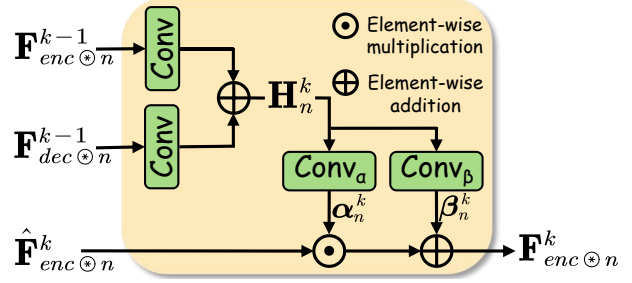 F^{k-1}_{enc⊛n}
Conv
Element-wise
multiplication
H^k_n
Element-wise
addition
F^{k-1}_{dec⊛n}
Conv
Conv_α
Conv_β
α^k_n
β^k_n
F̂^k_{enc⊛n}
F^k_{enc⊛n}